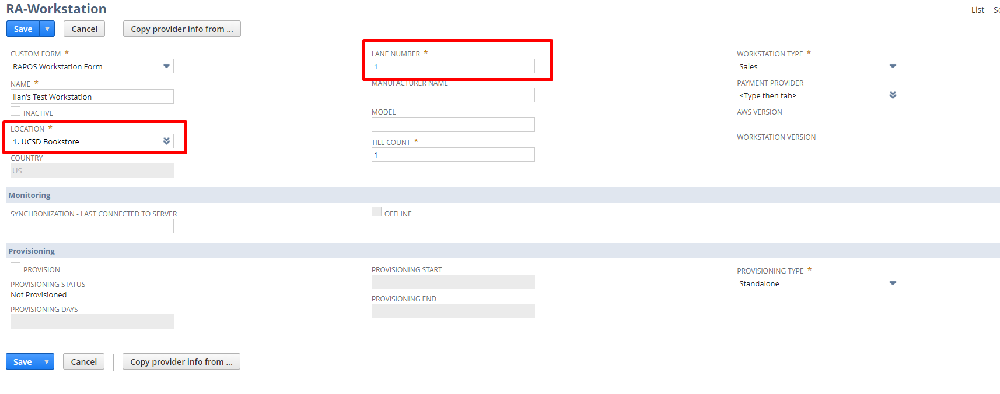 RA-Workstation
List
Save
Cancel
Copy provider info from ...
CUSTOM FORM *
RAPOS Workstation Form
NAME *
Ilan's Test Workstation
INACTIVE
LOCATION *
1. UCSD Bookstore
COUNTRY
US
LANE NUMBER *
1
MANUFACTURER NAME
MODEL
TILL COUNT *
1
WORKSTATION TYPE *
Sales
PAYMENT PROVIDER
<Type then tab>
AWS VERSION
WORKSTATION VERSION
Monitoring
SYNCHRONIZATION - LAST CONNECTED TO SERVER
OFFLINE
Provisioning
PROVISION
PROVISIONING STATUS
Not Provisioned
PROVISIONING DAYS
PROVISIONING START
PROVISIONING END
PROVISIONING TYPE *
Standalone
Save
Cancel
Copy provider info from ...